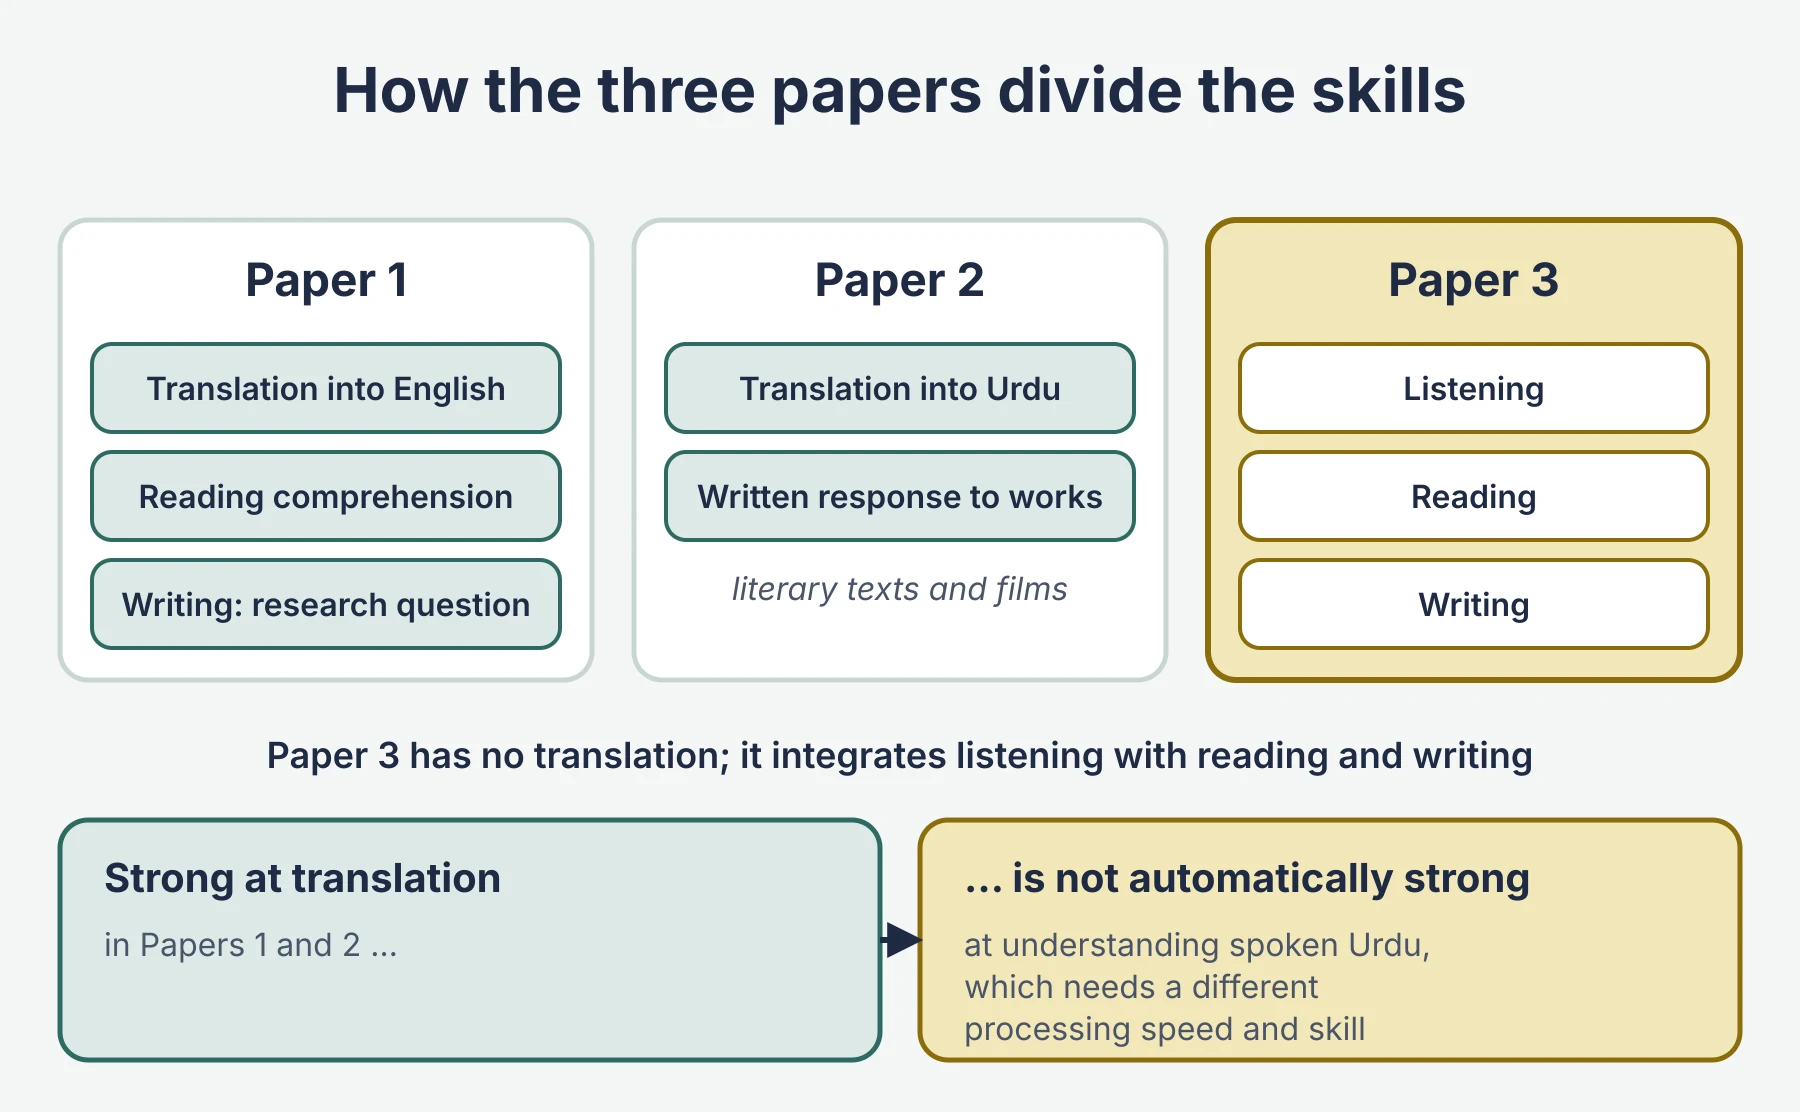 How the three papers divide the skills
Paper 1
Translation into English
Reading comprehension
Writing: research question
Paper 2
Translation into Urdu
Written response to works
literary texts and films
Paper 3
Listening
Reading
Writing
Paper 3 has no translation; it integrates listening with reading and writing
Strong at translation
in Papers 1 and 2 ...
... is not automatically strong
at understanding spoken Urdu,
which needs a different
processing speed and skill